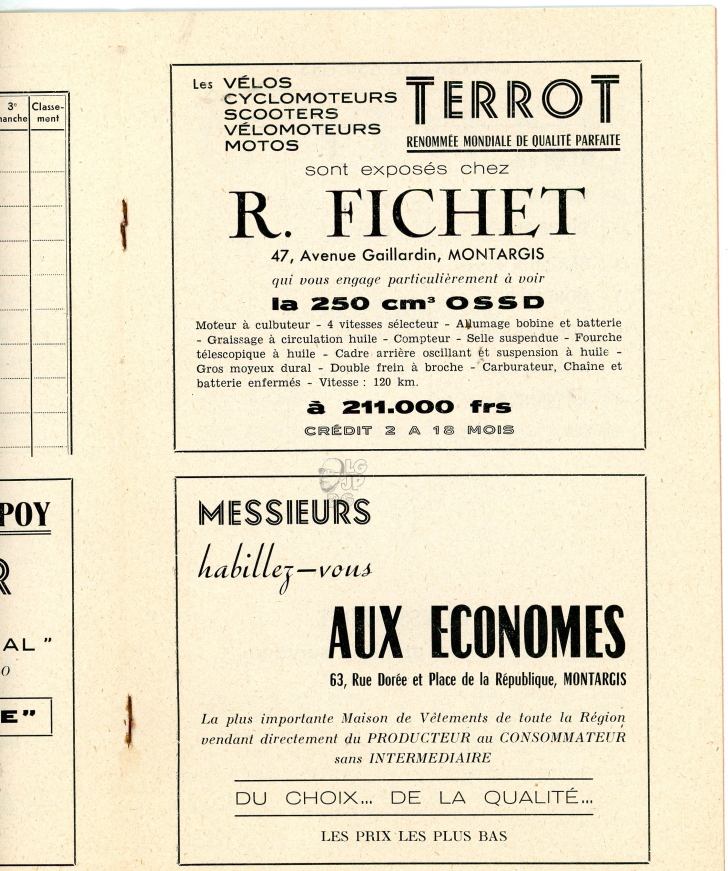 3e
manche
Classe-
ment
POY
R
AL "
O
E"
Les VÉLOS
CYCLOMOTEURS
SCOOTERS
VÉLOMOTEURS
MOTOS
TERROT
RENOMMÉE MONDIALE DE QUALITÉ PARFAITE
sont exposés chez
R. FICHET
47, Avenue Gaillardin, MONTARGIS
qui vous engage particulièrement à voir
la 250 cm³ OSSD
Moteur à culbuteur - 4 vitesses sélecteur - Allumage bobine et batterie
- Graissage à circulation huile - Compteur - Selle suspendue - Fourche
télescopique à huile - Cadre arrière oscillant et suspension à huile -
Gros moyeux dural - Double frein à broche - Carburateur, Chaîne et
batterie enfermés - Vitesse : 120 km.
à 211.000 frs
CRÉDIT 2 A 18 MOIS
LG
JP
MESSIEURS
habillez-vous
AUX ECONOMES
63, Rue Dorée et Place de la République, MONTARGIS
La plus importante Maison de Vêtements de toute la Région
vendant directement du PRODUCTEUR au CONSOMMATEUR
sans INTERMEDIAIRE
DU CHOIX... DE LA QUALITÉ...
LES PRIX LES PLUS BAS